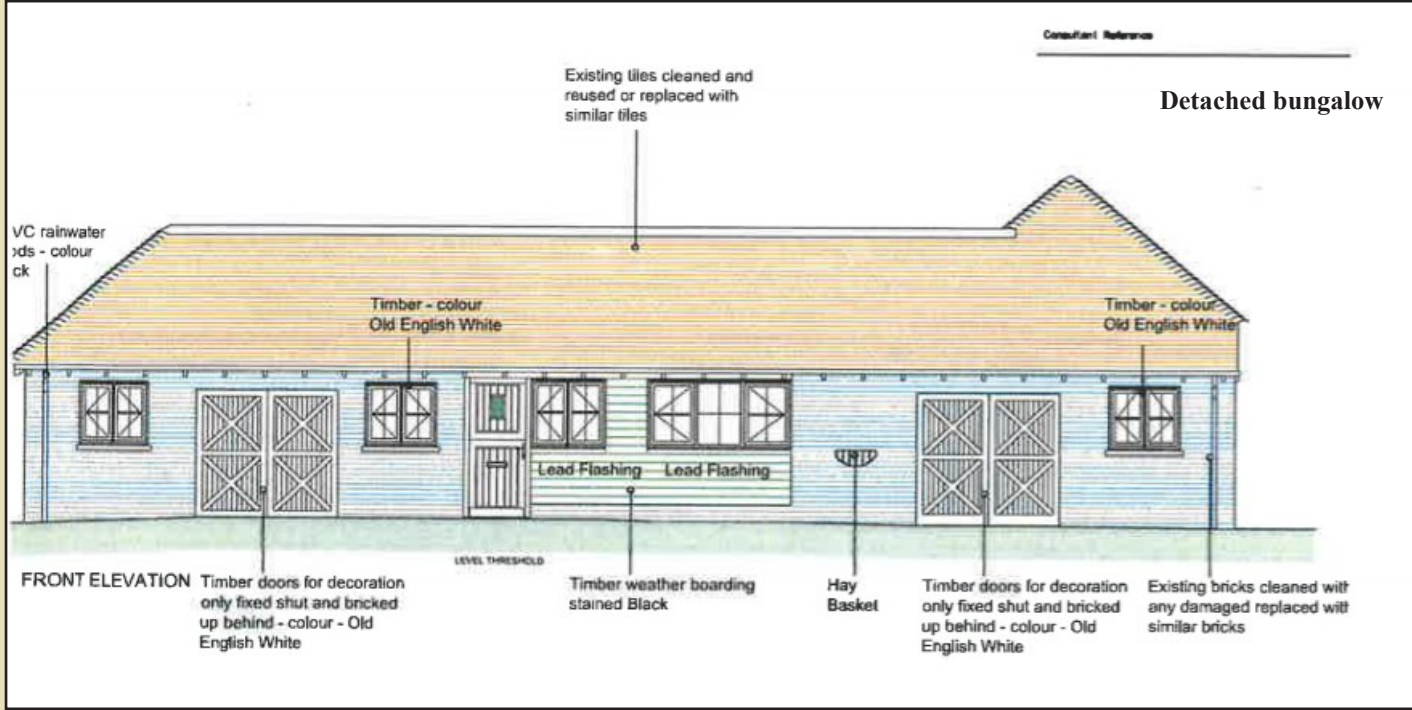 Consultant Reference
Detached bungalow
Existing tiles cleaned and
reused or replaced with
similar tiles
VC rainwater
ods - colour
ck
Timber - colour
Old English White
Timber - colour
Old English White
Lead Flashing
Lead Flashing
LEVEL THRESHOLD
FRONT ELEVATION
Timber doors for decoration
only fixed shut and bricked
up behind - colour - Old
English White
Timber weather boarding
stained Black
Hay
Basket
Timber doors for decoration
only fixed shut and bricked
up behind - colour - Old
English White
Existing bricks cleaned with
any damaged replaced with
similar bricks